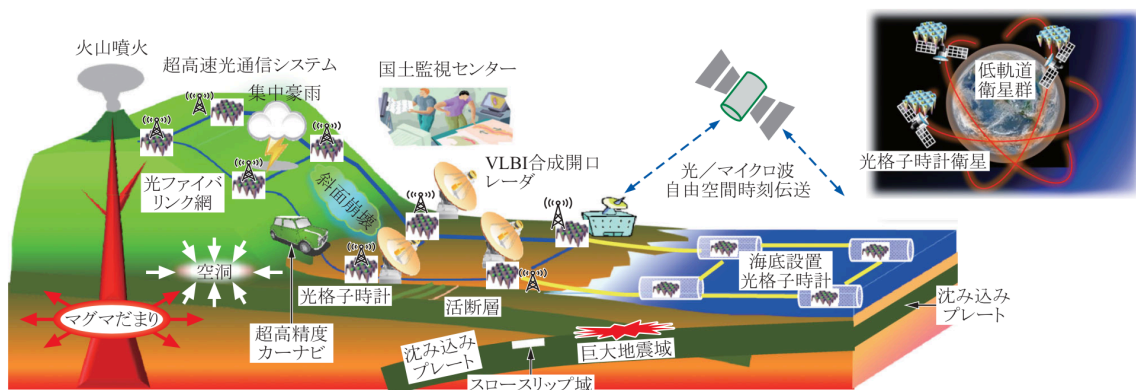 火山噴火
超高速光通信システム
集中豪雨
国土監視センター
VLBI合成開口
レーダ
光／マイクロ波
自由空間時刻伝送
低軌道
衛星群
光格子時計衛星
光ファイバ
リンク網
斜面崩壊
空洞
マグマだまり
超高精度
カーナビ
光格子時計
活断層
海底設置
光格子時計
沈み込み
プレート
沈み込み
プレート
巨大地震域
スロースリップ域